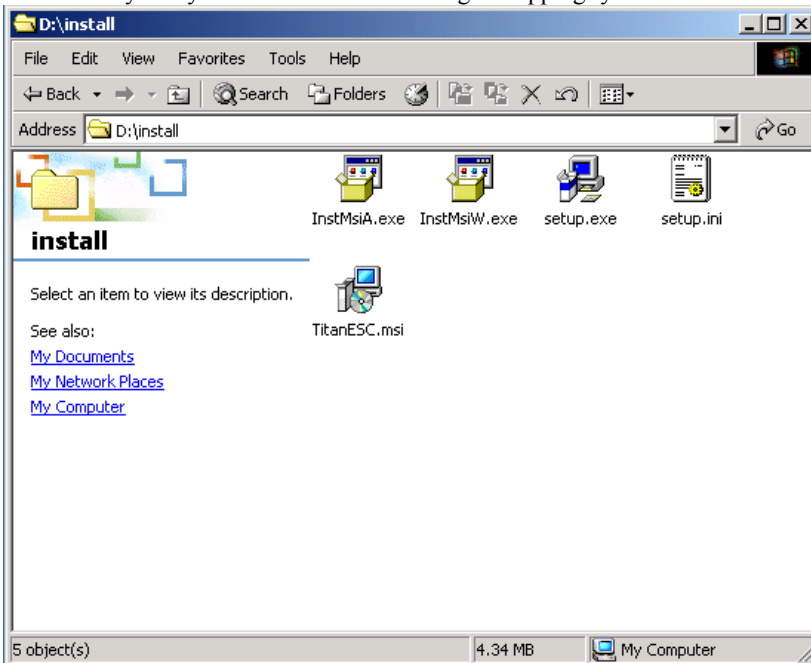 D:\install
File Edit View Favorites Tools Help
Back Search Folders
Address D:\install Go
InstMsiA.exe InstMsiW.exe setup.exe setup.ini
install
Select an item to view its description.
TitanESC.msi
See also:
My Documents
My Network Places
My Computer
5 object(s) 4.34 MB My Computer